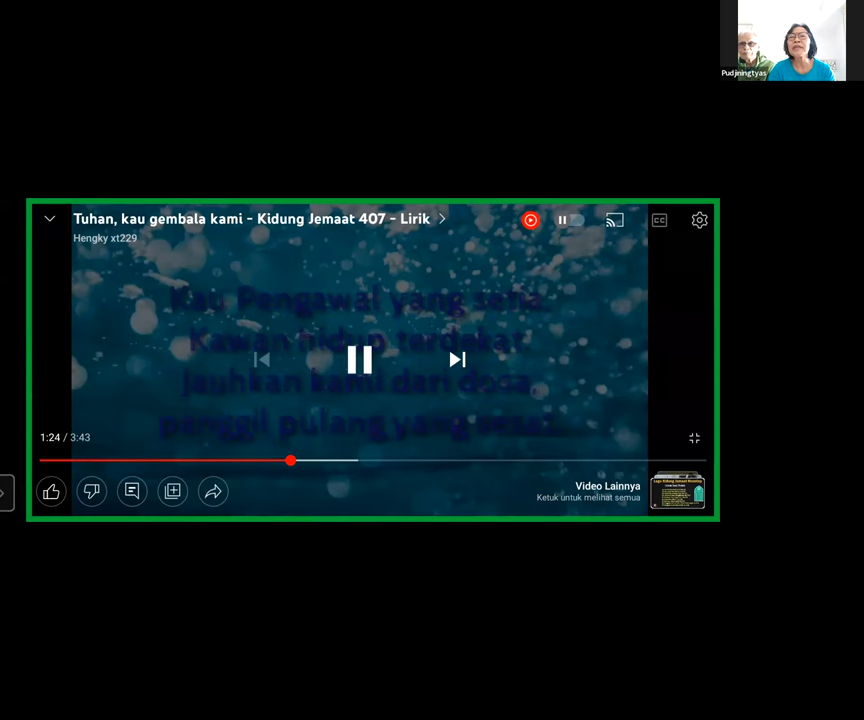 Pudjiningtyas
Tuhan, kau gembala kami - Kidung Jemaat 407 - Lirik
Hengky xt229
CC
Kau Pengawal yang setia,
Kawan hidup terdekat.
Jauhkan kami dari dosa,
panggil pulang yang sesat.
1:24 / 3:43
Video Lainnya
Ketuk untuk melihat semua